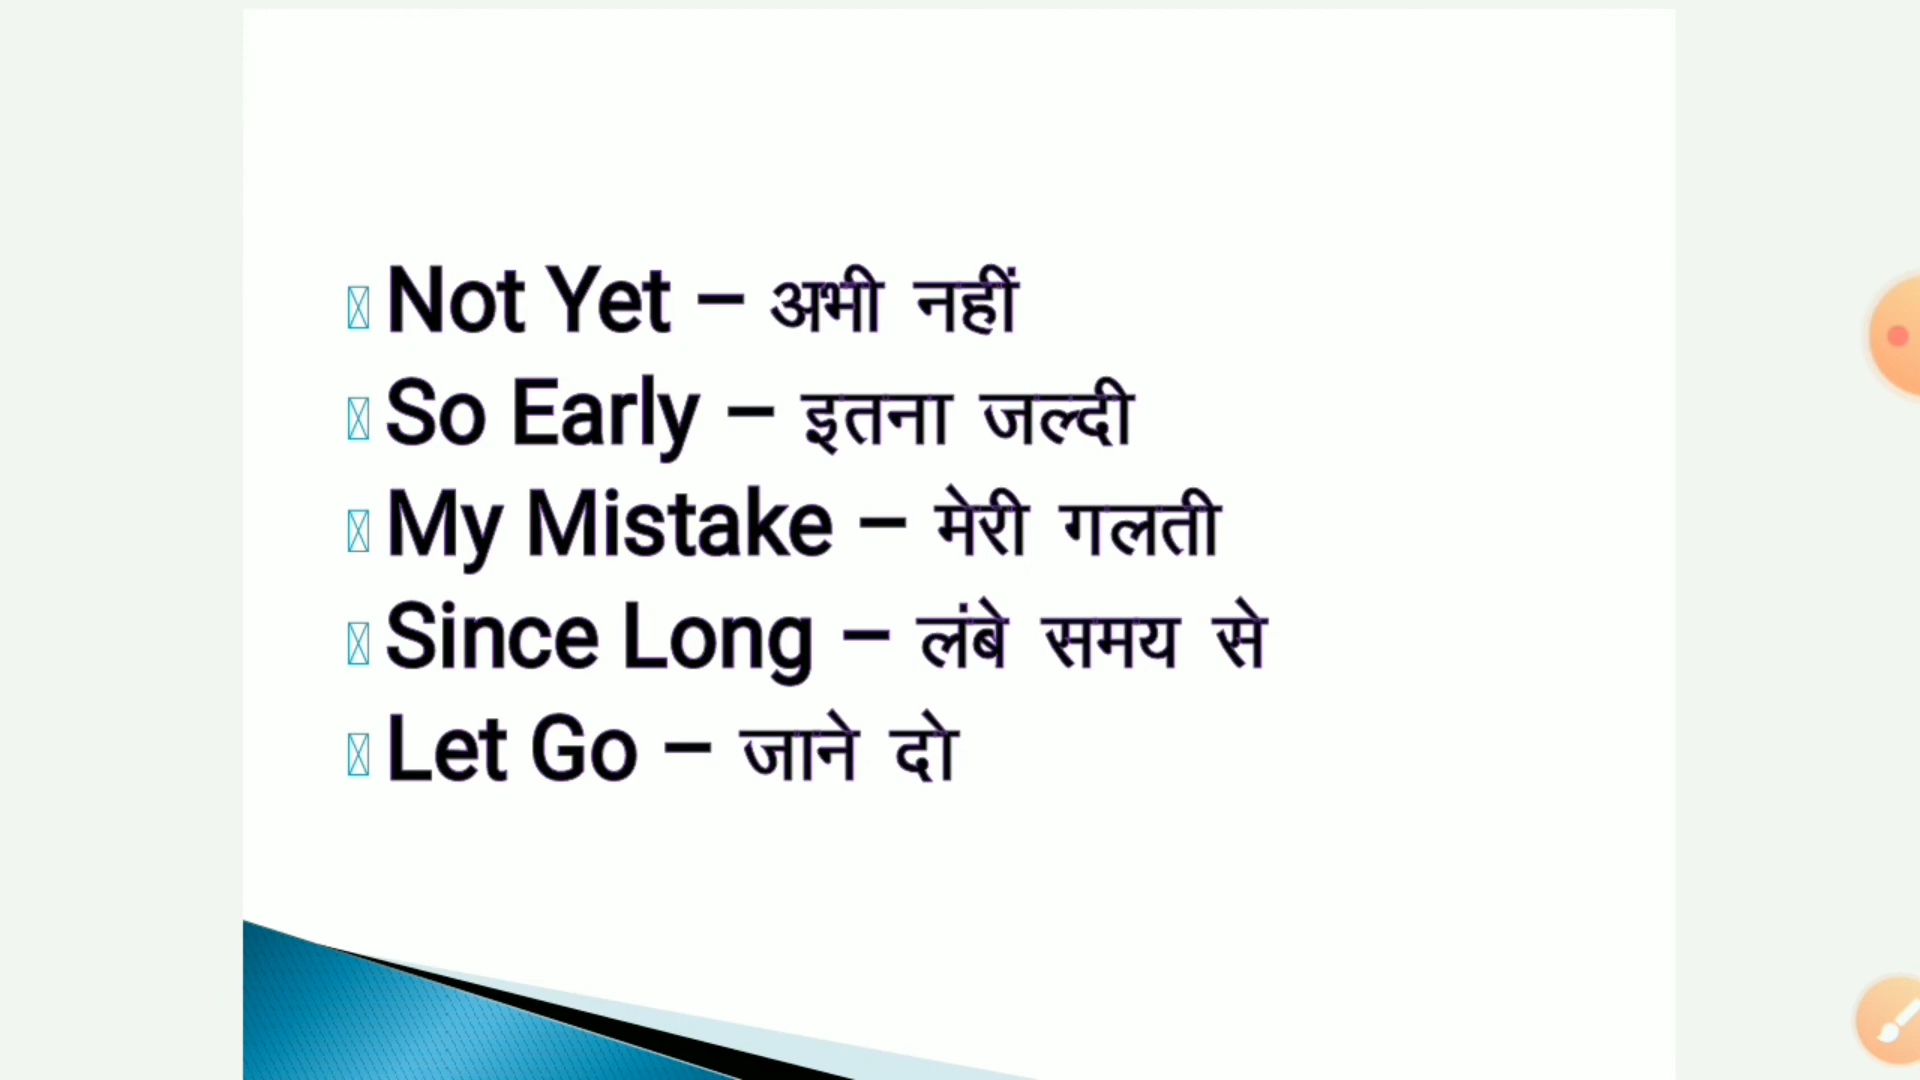 Not Yet – अभी नहीं
So Early – इतना जल्दी
My Mistake – मेरी गलती
Since Long – लंबे समय से
Let Go – जाने दो